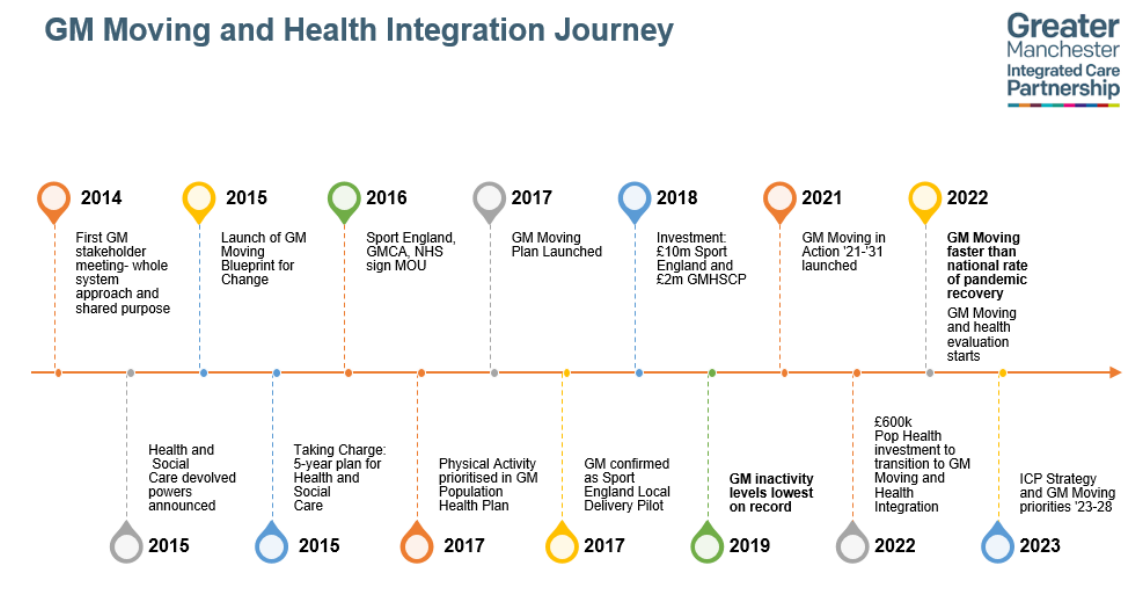 GM Moving and Health Integration Journey
Greater
Manchester
Integrated Care
Partnership
2014
First GM
stakeholder
meeting- whole
system
approach and
shared purpose
2015
Launch of GM
Moving
Blueprint for
Change
2016
Sport England,
GMCA, NHS
sign MOU
2017
GM Moving
Plan Launched
2018
Investment:
£10m Sport
England and
£2m GMHSCP
2021
GM Moving in
Action '21-'31
launched
2022
GM Moving
faster than
national rate
of pandemic
recovery
GM Moving
and health
evaluation
starts
Health and
Social
Care devolved
powers
announced
2015
Taking Charge:
5-year plan for
Health and
Social
Care
2015
Physical Activity
prioritised in GM
Population
Health Plan
2017
GM confirmed
as Sport
England Local
Delivery Pilot
2017
GM inactivity
levels lowest
on record
2019
£600k
Pop Health
investment to
transition to GM
Moving and
Health
Integration
2022
ICP Strategy
and GM Moving
priorities '23-28
2023